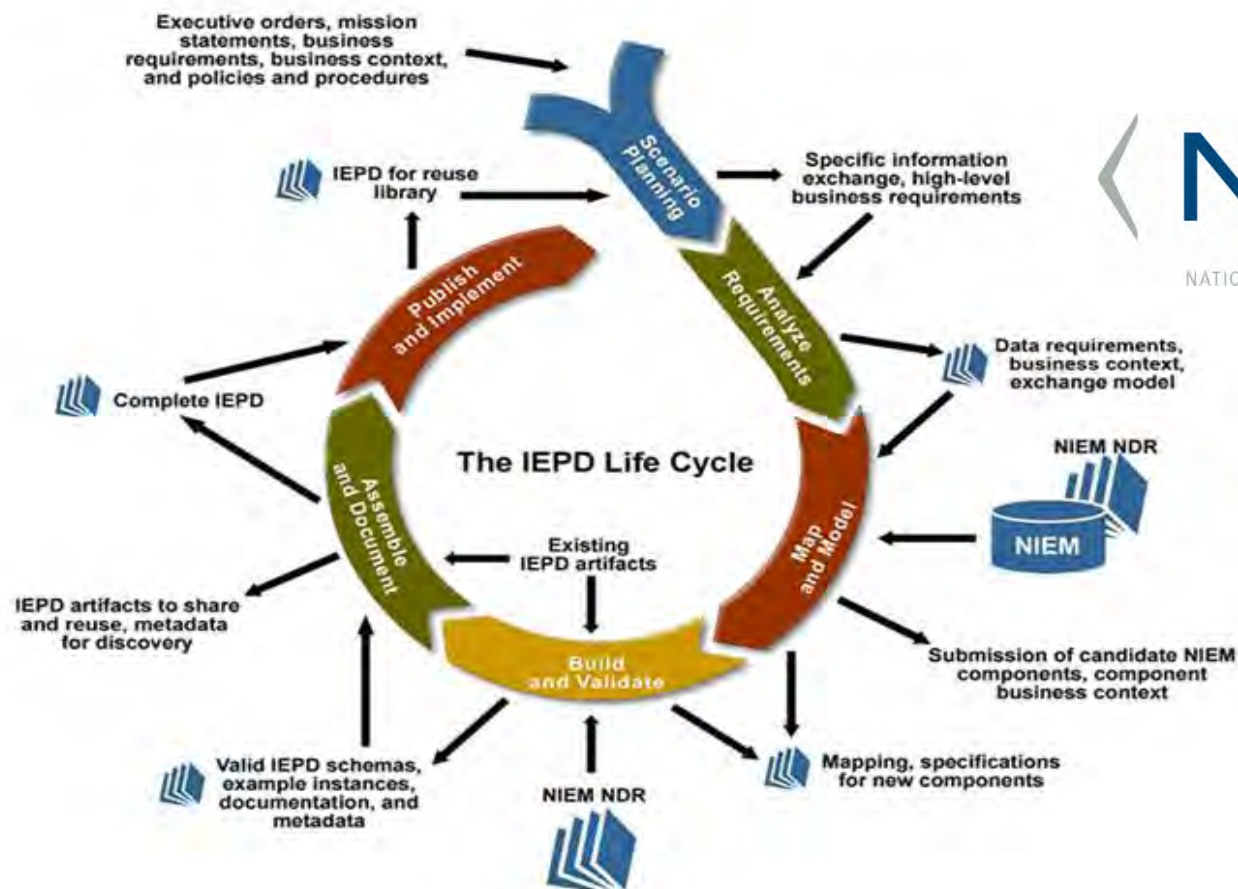 Executive orders, mission
statements, business
requirements, business context,
and policies and procedures
Scenario
Planning
IEPD for reuse
library
Specific information
exchange, high-level
business requirements
N
NATIO
Publish
and Implement
Analyze
Requirements
Data requirements,
business context,
exchange model
Complete IEPD
The IEPD Life Cycle
NIEM NDR
NIEM
Map
and Model
Assemble
and Document
Existing
IEPD artifacts
IEPD artifacts to share
and reuse, metadata
for discovery
Submission of candidate NIEM
components, component
business context
Build
and Validate
Valid IEPD schemas,
example instances,
documentation, and
metadata
NIEM NDR
Mapping, specifications
for new components